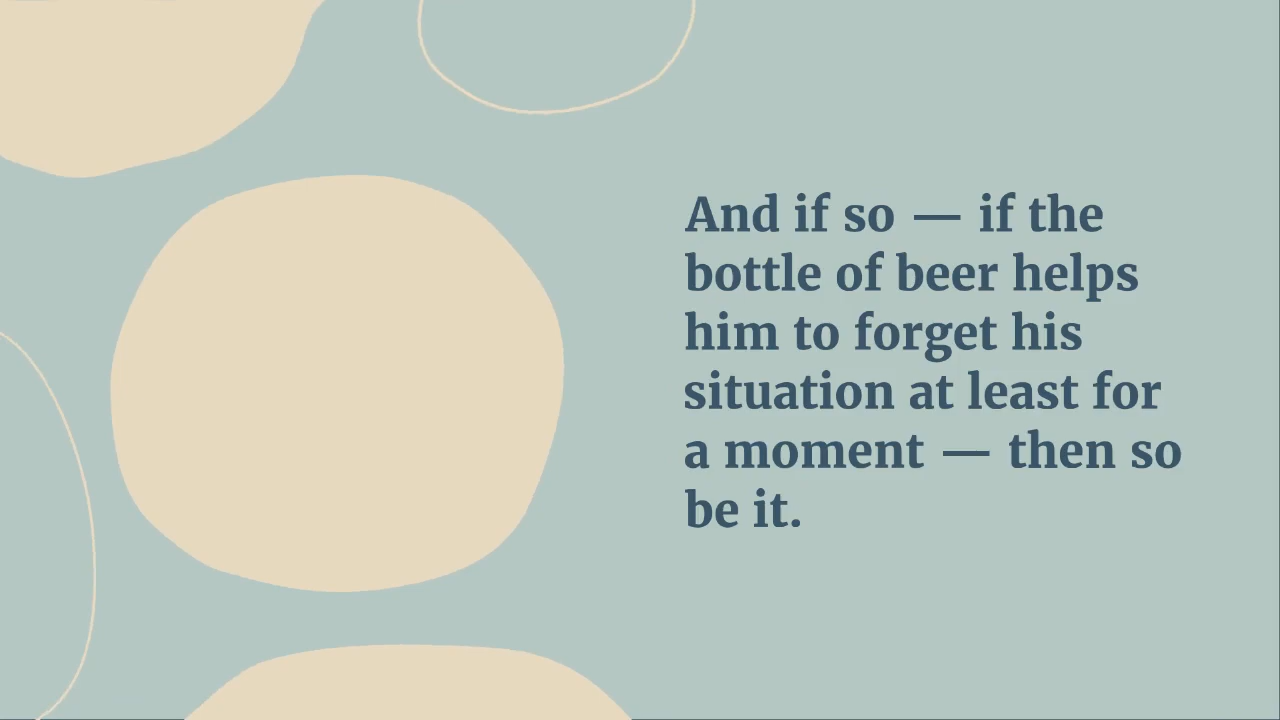 And if so — if the
bottle of beer helps
him to forget his
situation at least for
a moment — then so
be it.